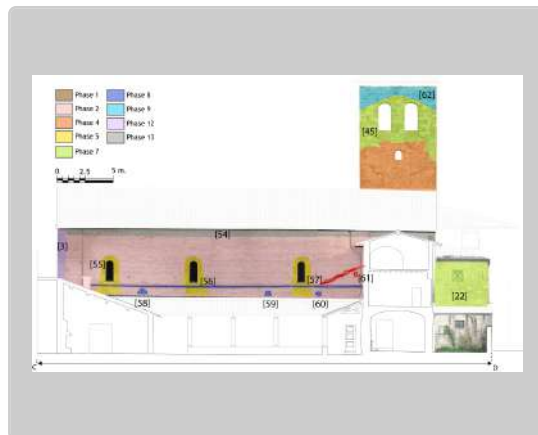 Phase 1
Phase 2
Phase 4
Phase 5
Phase 7
Phase 8
Phase 9
Phase 12
Phase 13
0 2.5 5 m.
[62]
[45]
[54]
[3]
[55]
[56]
[57]
[61]
[58]
[59]
[60]
[22]
C
D